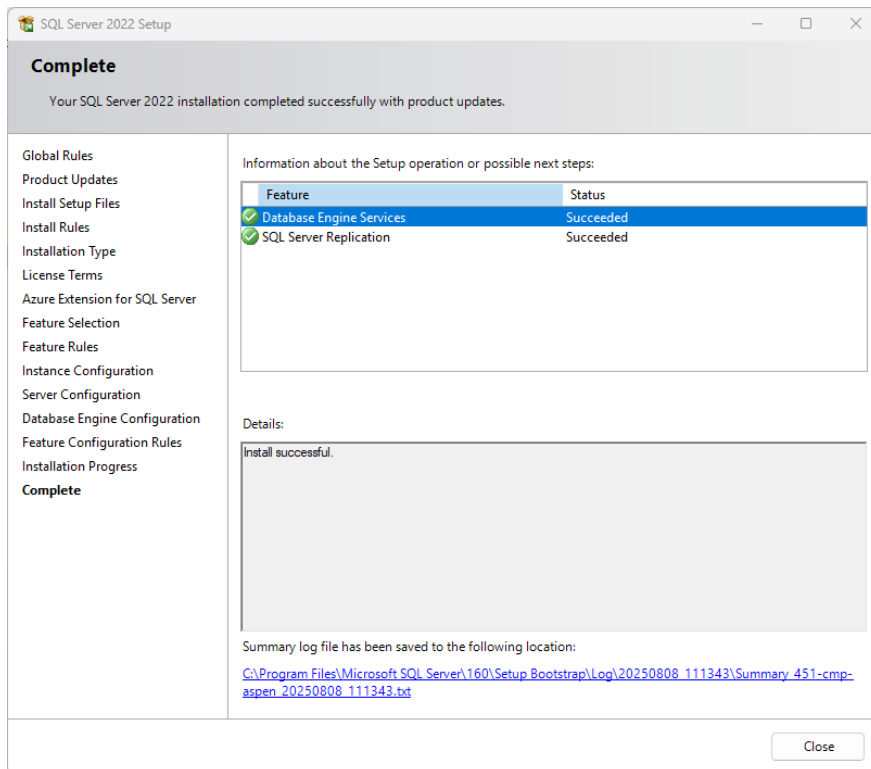 SQL Server 2022 Setup
Complete
Your SQL Server 2022 installation completed successfully with product updates.
Global Rules
Product Updates
Install Setup Files
Install Rules
Installation Type
License Terms
Azure Extension for SQL Server
Feature Selection
Feature Rules
Instance Configuration
Server Configuration
Database Engine Configuration
Feature Configuration Rules
Installation Progress
Complete
Information about the Setup operation or possible next steps:
Feature Status
Database Engine Services Succeeded
SQL Server Replication Succeeded
Details:
Install successful.
Summary log file has been saved to the following location:
C:\Program Files\Microsoft SQL Server\160\Setup Bootstrap\Log\20250808_111343\Summary_451-cmp-
aspen_20250808_111343.txt
Close